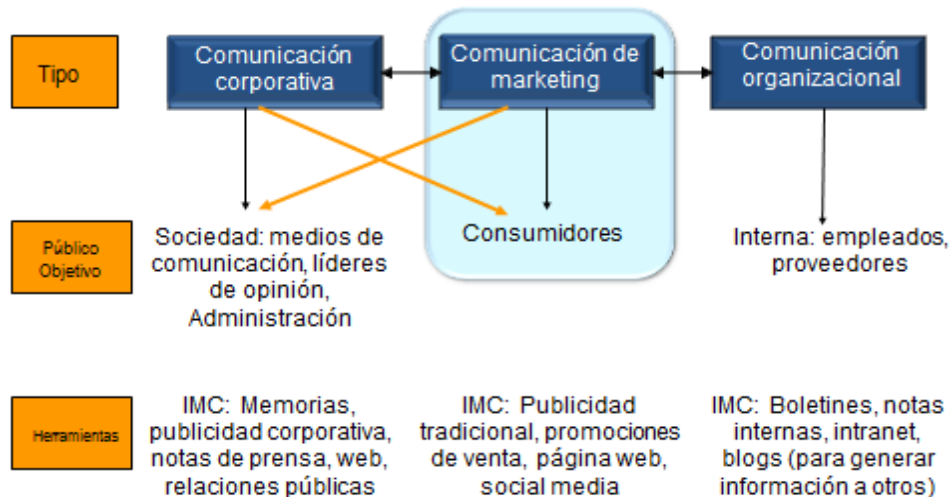 Tipo
Comunicación
corporativa
Comunicación de
marketing
Comunicación
organizacional
Público
Objetivo
Sociedad: medios de
comunicación, líderes
de opinión,
Administración
Consumidores
Interna: empleados,
proveedores
Herramientas
IMC: Memorias,
publicidad corporativa,
notas de prensa, web,
relaciones públicas
IMC: Publicidad
tradicional, promociones
de venta, página web,
social media
IMC: Boletines, notas
internas, intranet,
blogs (para generar
información a otros)